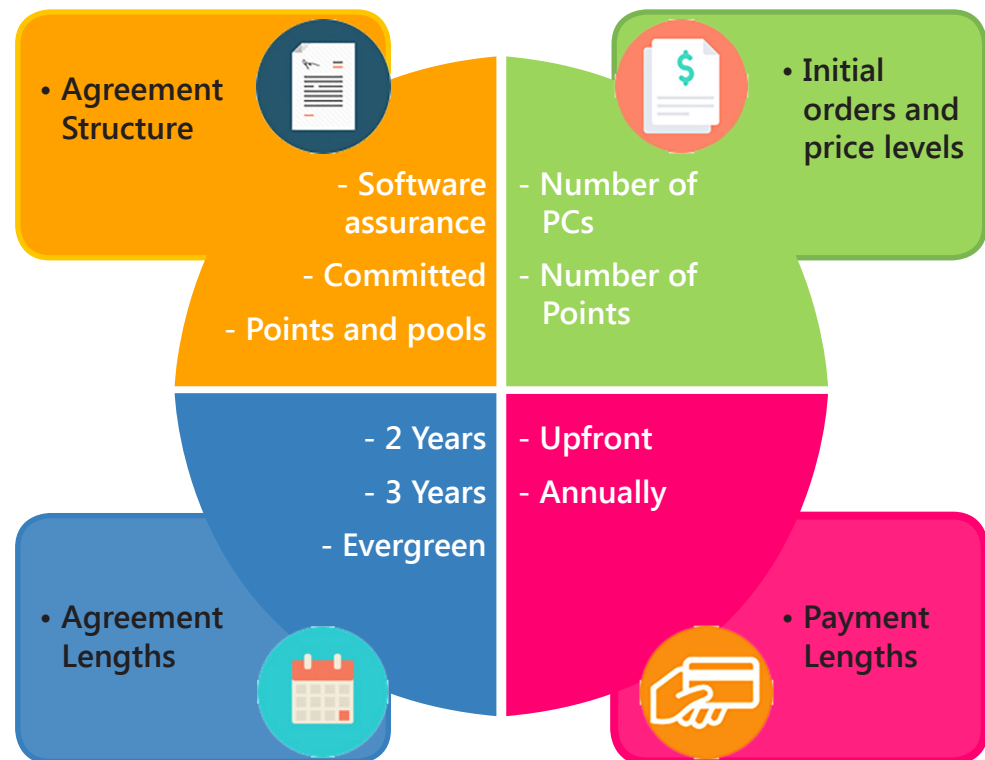 • Agreement
Structure
- Software
assurance
- Committed
- Points and pools
• Initial
orders and
price levels
- Number of
PCs
- Number of
Points
- 2 Years
- 3 Years
- Evergreen
• Agreement
Lengths
- Upfront
- Annually
• Payment
Lengths